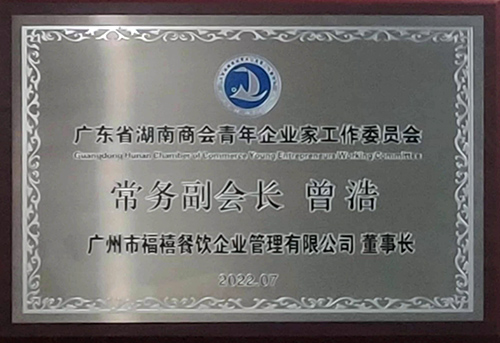 广东省湖南商会青年企业家工作委员会
Guangdong Hunan Chamber of Commerce Young Entrepreneurs Working Committee
常务副会长 曾浩
广州市福禧餐饮企业管理有限公司 董事长
2022.07